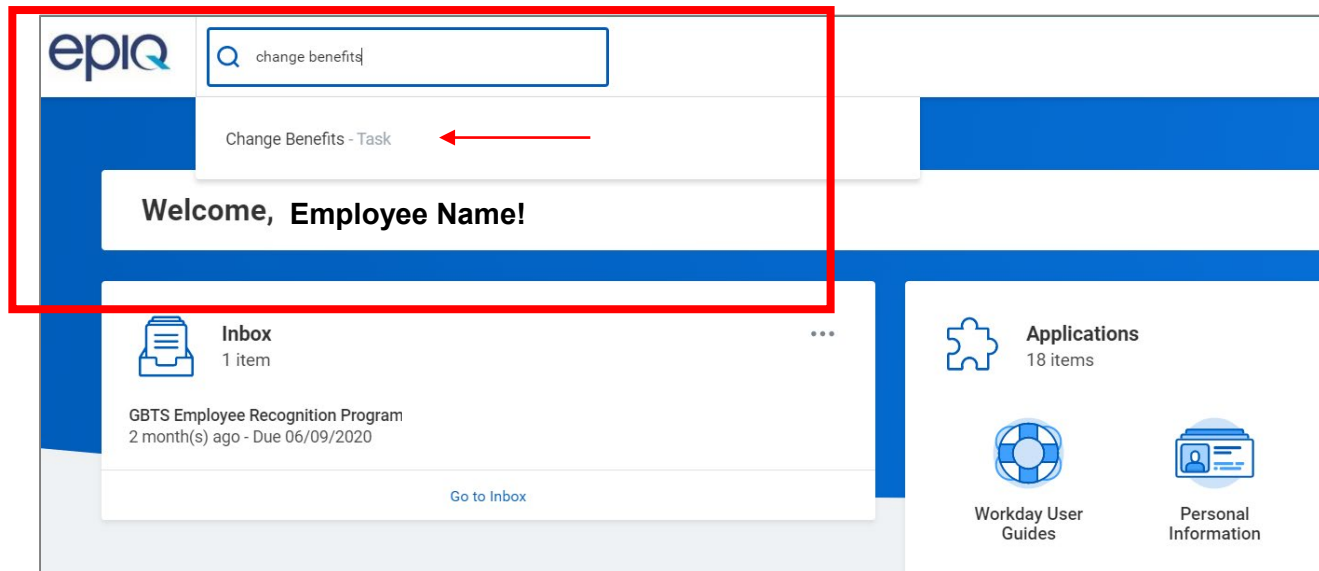 epiq
change benefits
Change Benefits - Task
Welcome, Employee Name!
Inbox
1 item
GBTS Employee Recognition Program
2 month(s) ago - Due 06/09/2020
Go to Inbox
Applications
18 items
Workday User
Guides
Personal
Information